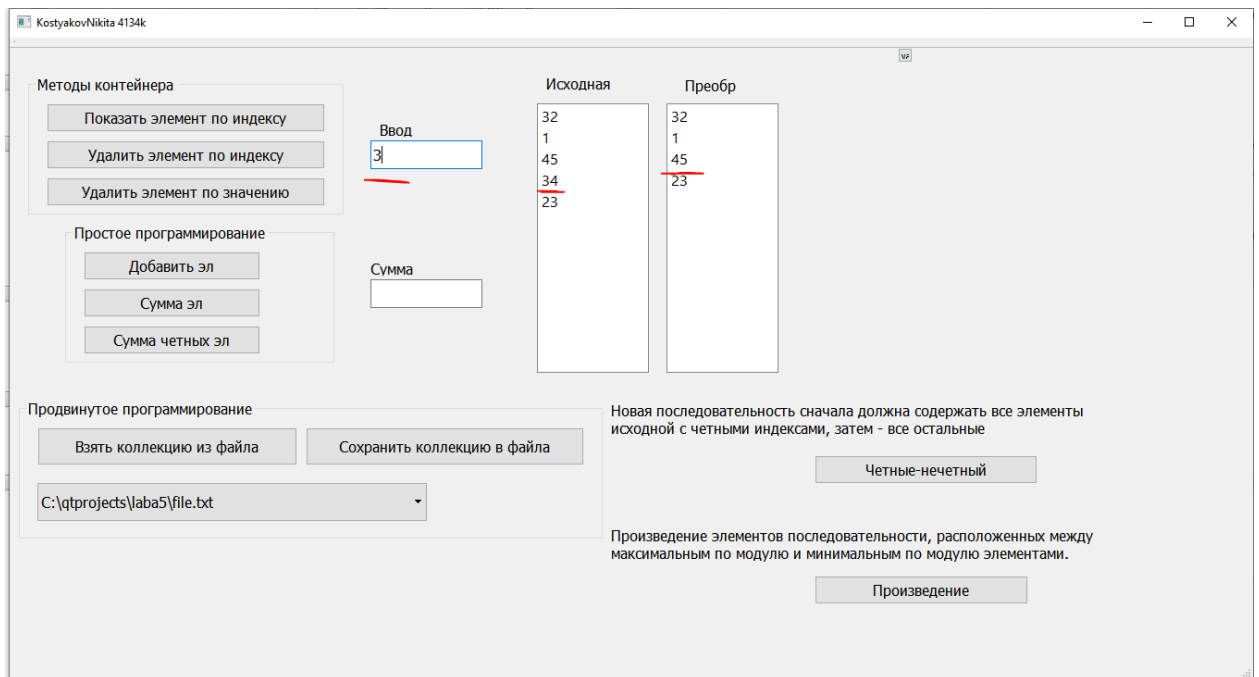 KostyakovNikita 4134k
Методы контейнера
Показать элемент по индексу
Удалить элемент по индексу
Удалить элемент по значению
Ввод
3
Исходная
32
1
45
34
23
Преобр
32
1
45
23
Простое программирование
Добавить эл
Сумма эл
Сумма четных эл
Сумма
Продвинутое программирование
Взять коллекцию из файла
Сохранить коллекцию в файла
C:\qtprojects\laba5\file.txt
Новая последовательность сначала должна содержать все элементы
исходной с четными индексами, затем - все остальные
Четные-нечетный
Произведение элементов последовательности, расположенных между
максимальным по модулю и минимальным по модулю элементами.
Произведение